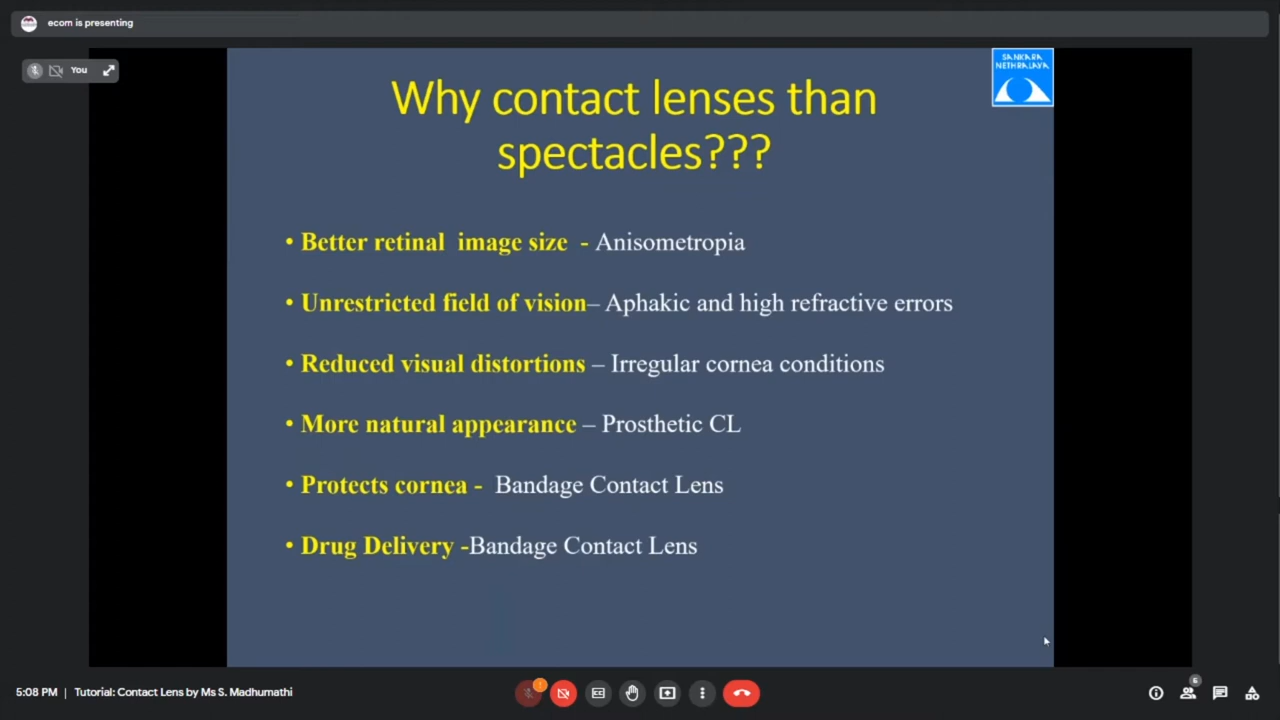 ecom is presenting
You
SANKARA
NETHRALAYA
Why contact lenses than
spectacles???
• Better retinal image size - Anisometropia
• Unrestricted field of vision– Aphakic and high refractive errors
• Reduced visual distortions – Irregular cornea conditions
• More natural appearance – Prosthetic CL
• Protects cornea - Bandage Contact Lens
• Drug Delivery -Bandage Contact Lens
5:08 PM | Tutorial: Contact Lens by Ms S. Madhumathi
6